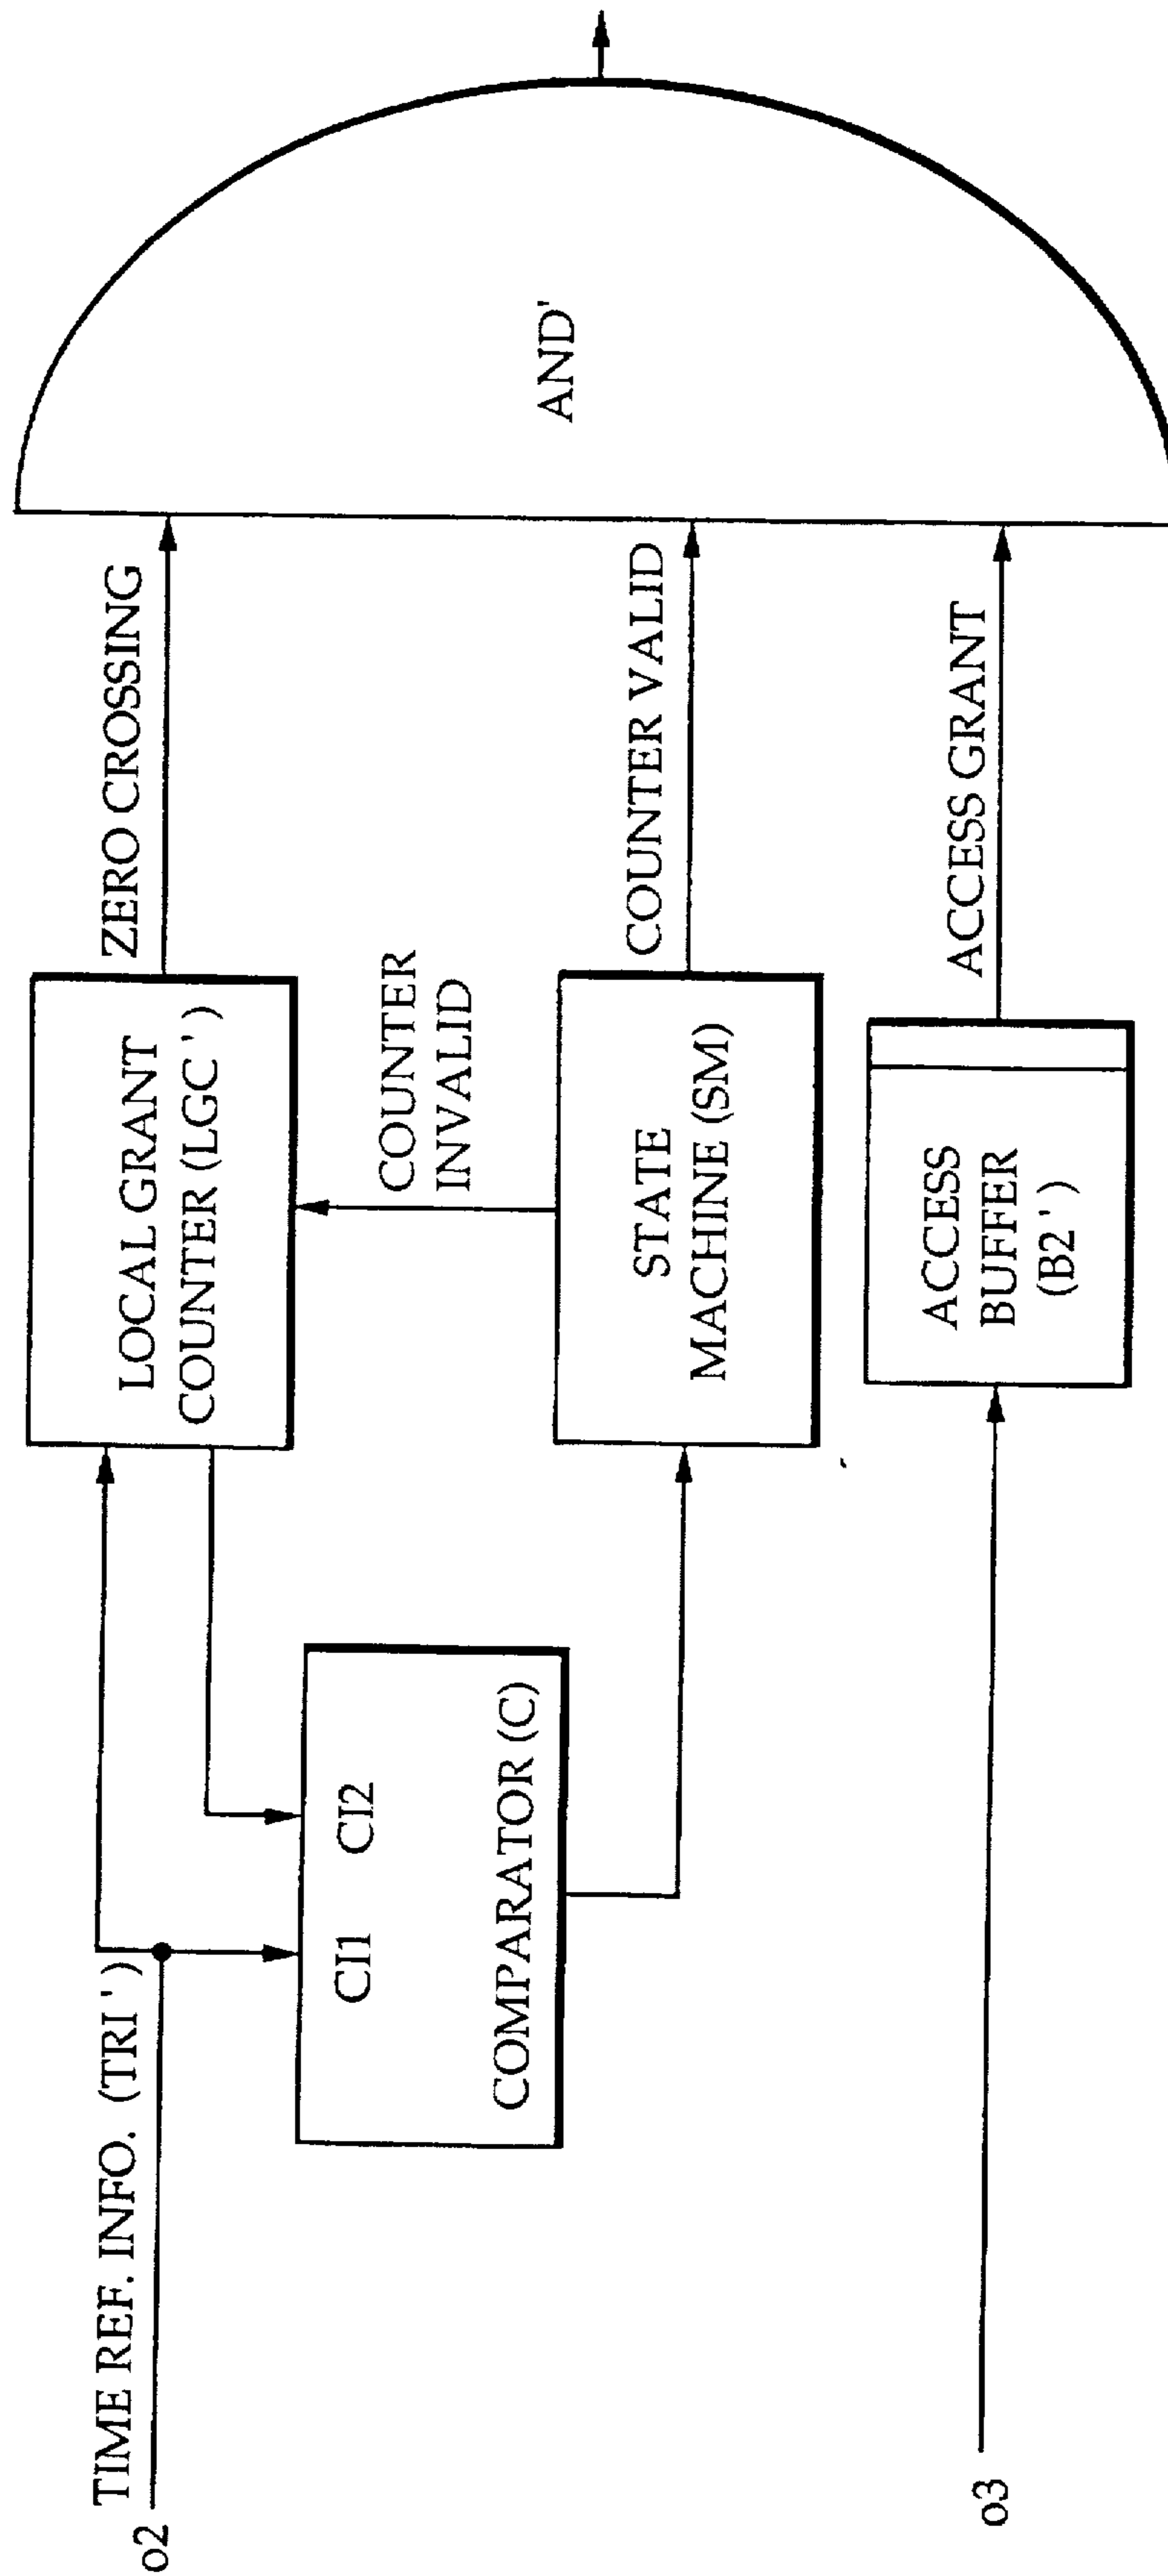 o2
TIME REF. INFO. (TRI ' )
CI1
CI2
COMPARATOR (C)
LOCAL GRANT
COUNTER (LGC ' )
ZERO CROSSING
COUNTER
INVALID
STATE
MACHINE (SM)
COUNTER VALID
o3
ACCESS
BUFFER
(B2 ' )
ACCESS GRANT
AND'